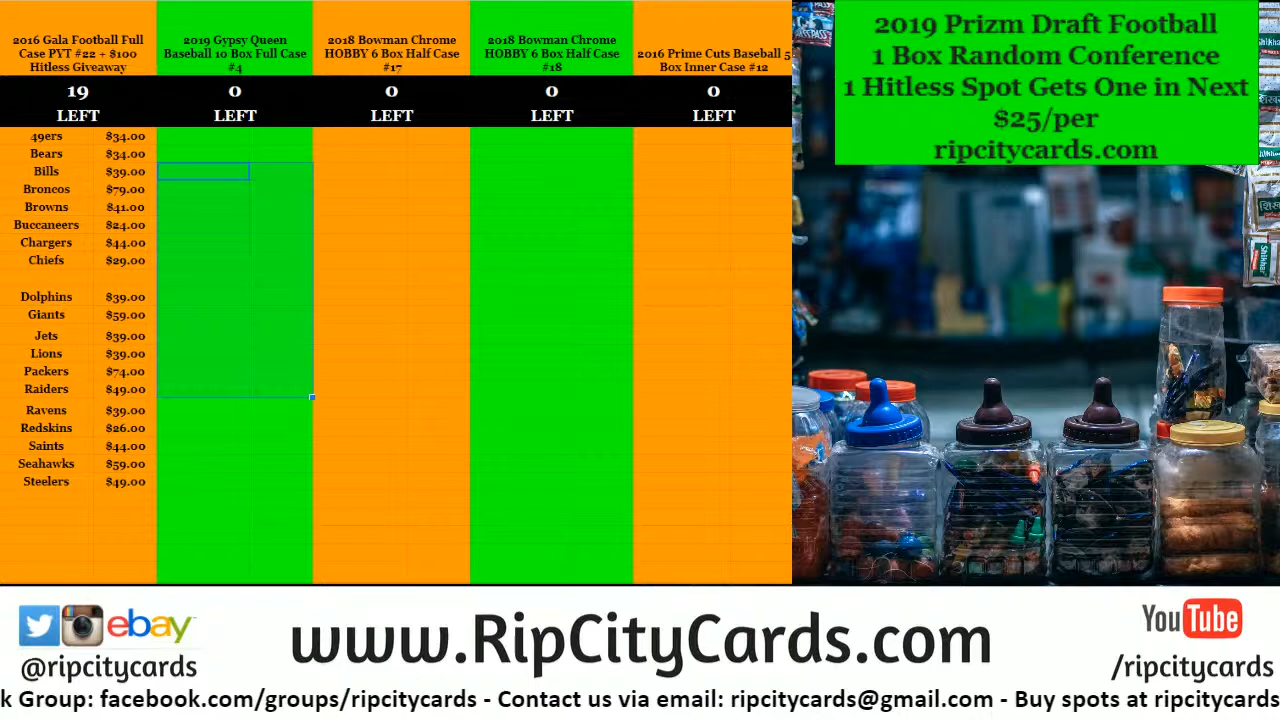 2016 Gala Football Full
Case PYT #22 + $100
Hitless Giveaway
2019 Gypsy Queen
Baseball 10 Box Full Case
#4
2018 Bowman Chrome
HOBBY 6 Box Half Case
#17
2018 Bowman Chrome
HOBBY 6 Box Half Case
#18
2016 Prime Cuts Baseball 5
Box Inner Case #12
19
LEFT
0
LEFT
0
LEFT
0
LEFT
0
LEFT
49ers $34.00
Bears $34.00
Bills $39.00
Broncos $79.00
Browns $41.00
Buccaneers $24.00
Chargers $44.00
Chiefs $29.00
Dolphins $39.00
Giants $59.00
Jets $39.00
Lions $39.00
Packers $74.00
Raiders $49.00
Ravens $39.00
Redskins $26.00
Saints $44.00
Seahawks $59.00
Steelers $49.00
2019 Prizm Draft Football
1 Box Random Conference
1 Hitless Spot Gets One in Next
$25/per
ripcitycards.com
Shikhar
ebay
@ripcitycards
www.RipCityCards.com
YouTube
/ripcitycards
k Group: facebook.com/groups/ripcitycards - Contact us via email: ripcitycards@gmail.com - Buy spots at ripcitycards